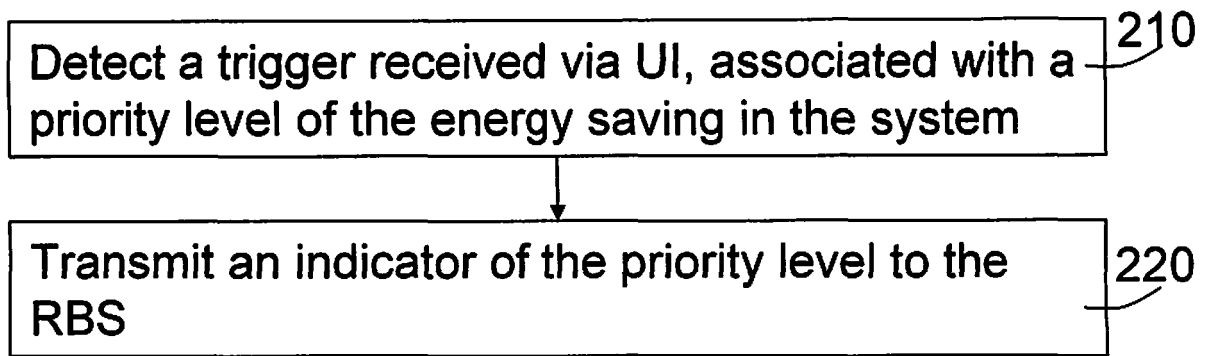 Detect a trigger received via UI, associated with a
210
priority level of the energy saving in the system
Transmit an indicator of the priority level to the
220
RBS